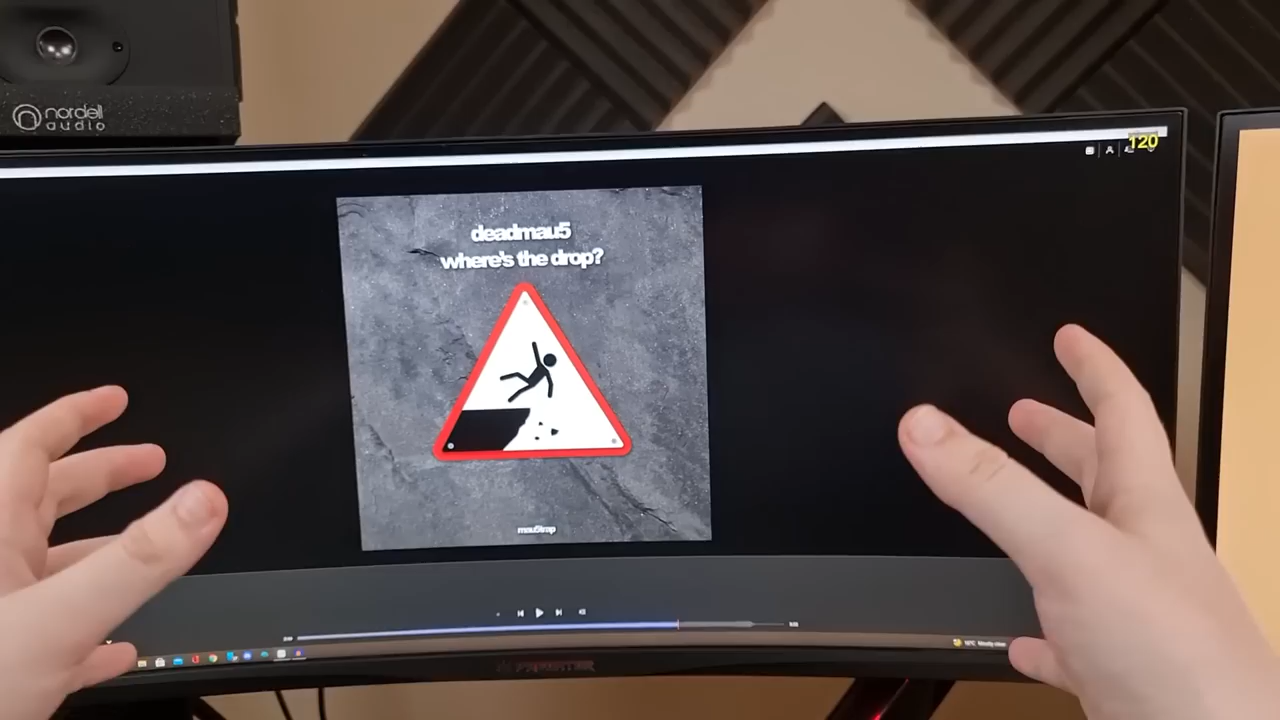 nordell
audio
120
deadmau5
where's the drop?
mau5trap
PREDATOR